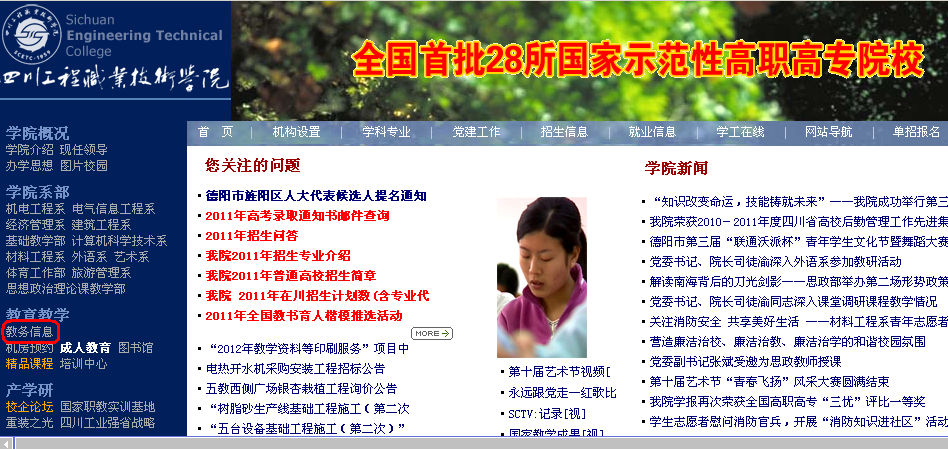 Sichuan
Engineering Technical
College
四川工程職業技術學院
全国首批28所国家示范性高职高专院校
首 页 | 机构设置 | 学科专业 | 党建工作 | 招生信息 | 就业信息 | 学工在线 | 网站导航 | 单招报名
学院概况
学院介绍 现任领导
办学思想 图片校园
学院系部
机电工程系 电气信息工程系
经济管理系 建筑工程系
基础教学部 计算机科学技术系
材料工程系 外语系 艺术系
体育工作部 旅游管理系
思想政治理论课教学部
教育教学
教务信息
机房预约 成人教育 图书馆
精品课程 培训中心
产学研
校企论坛 国家职教实训基地
重装之光 四川工业强省战略
您关注的问题
德阳市旌阳区人大代表候选人提名通知
2011年高考录取通知书邮件查询
2011年招生问答
我院2011年招生专业介绍
我院2011年普通高校招生简章
我院 2011年在川招生计划数(含专业代
2011年全国教书育人楷模推选活动
MORE
“2012年教学资料等印刷服务”项目中
电热开水机采购安装工程招标公告
五教西侧广场银杏栽植工程询价公告
“树脂砂生产线基础工程施工（第二次
“五台设备基础工程施工（第二次）”
第十届艺术节视频[
永远跟党走—红歌比
SCTV:记录[视]
国家教学成果[视]
学院新闻
“知识改变命运，技能铸就未来”——我院成功举行第三
我院荣获2010－2011年度四川省高校后勤管理工作先进集
德阳市第三届“联通沃派杯”青年学生文化节暨舞蹈大赛
党委书记、院长司徒渝深入外语系参加教研活动
解读南海背后的刀光剑影——思政部举办第二场形势政策
党委书记、院长司徒渝同志深入课堂调研课程教学情况
关注消防安全 共享美好生活 ——材料工程系青年志愿者
营造廉洁治校、廉洁治教、廉洁治学的和谐校园氛围
党委副书记张斌受邀为思政教师授课
第十届艺术节“青春飞扬”风采大赛圆满结束
我院学报再次荣获全国高职高专“三优”评比一等奖
学生志愿者慰问消防官兵，开展“消防知识进社区”活动